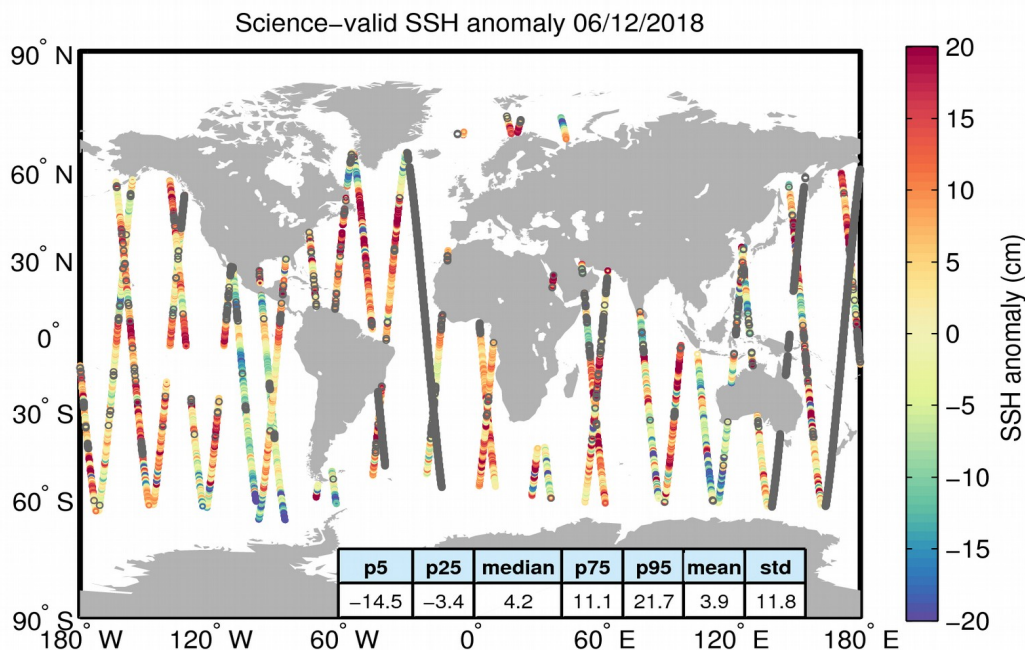 Science−valid SSH anomaly 06/12/2018
90° N
60° N
30° N
0°
30° S
60° S
90° S
180° W
120° W
60° W
0°
60° E
120° E
180° E
p5 p25 median p75 p95 mean std
−14.5 −3.4 4.2 11.1 21.7 3.9 11.8
20
15
10
5
0
−5
−10
−15
−20
SSH anomaly (cm)